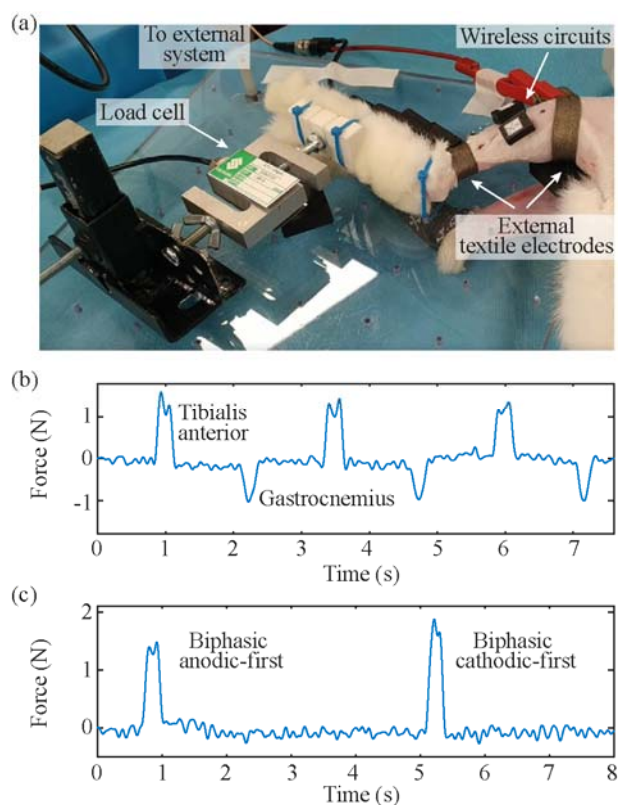 (a)
To external
system
Wireless circuits
Load cell
External
textile electrodes
(b)
Force (N)
1
0
-1
Tibialis
anterior
Gastrocnemius
0 1 2 3 4 5 6 7
Time (s)
(c)
Force (N)
2
1
0
Biphasic
anodic-first
Biphasic
cathodic-first
0 1 2 3 4 5 6 7 8
Time (s)